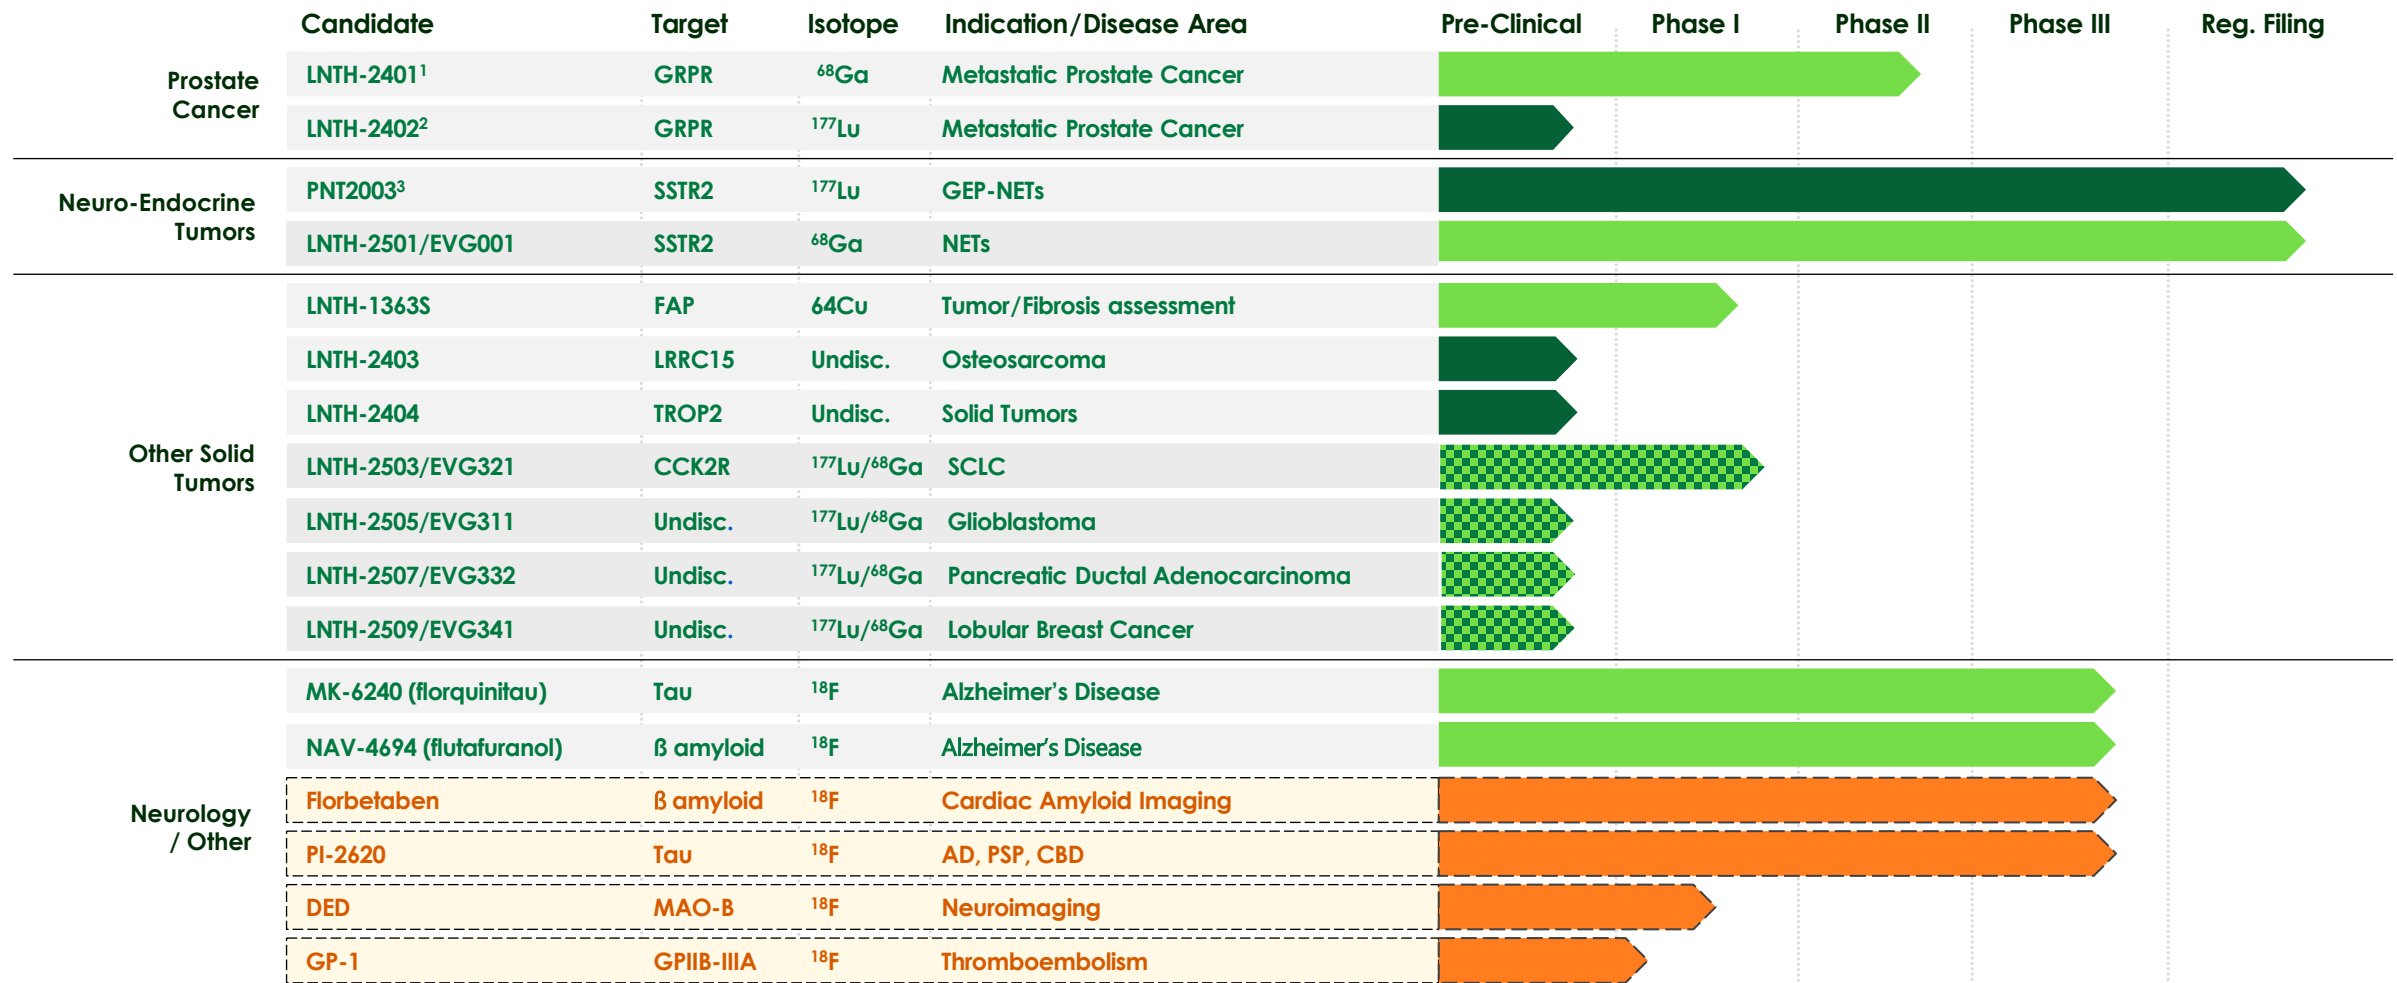 Candidate Target Isotope Indication/Disease Area Pre-Clinical Phase I Phase II Phase III Reg. Filing
Prostate
Cancer
LNTH-2401¹ GRPR ⁶⁸Ga Metastatic Prostate Cancer
LNTH-2402² GRPR ¹⁷⁷Lu Metastatic Prostate Cancer
Neuro-Endocrine
Tumors
PNT2003³ SSTR2 ¹⁷⁷Lu GEP-NETs
LNTH-2501/EVG001 SSTR2 ⁶⁸Ga NETs
Other Solid
Tumors
LNTH-1363S FAP 64Cu Tumor/Fibrosis assessment
LNTH-2403 LRRC15 Undisc. Osteosarcoma
LNTH-2404 TROP2 Undisc. Solid Tumors
LNTH-2503/EVG321 CCK2R ¹⁷⁷Lu/⁶⁸Ga SCLC
LNTH-2505/EVG311 Undisc. ¹⁷⁷Lu/⁶⁸Ga Glioblastoma
LNTH-2507/EVG332 Undisc. ¹⁷⁷Lu/⁶⁸Ga Pancreatic Ductal Adenocarcinoma
LNTH-2509/EVG341 Undisc. ¹⁷⁷Lu/⁶⁸Ga Lobular Breast Cancer
Neurology
/ Other
MK-6240 (florquinitau) Tau ¹⁸F Alzheimer's Disease
NAV-4694 (flutafuranol) ß amyloid ¹⁸F Alzheimer's Disease
Florbetaben ß amyloid ¹⁸F Cardiac Amyloid Imaging
PI-2620 Tau ¹⁸F AD, PSP, CBD
DED MAO-B ¹⁸F Neuroimaging
GP-1 GPIIB-IIIA ¹⁸F Thromboembolism